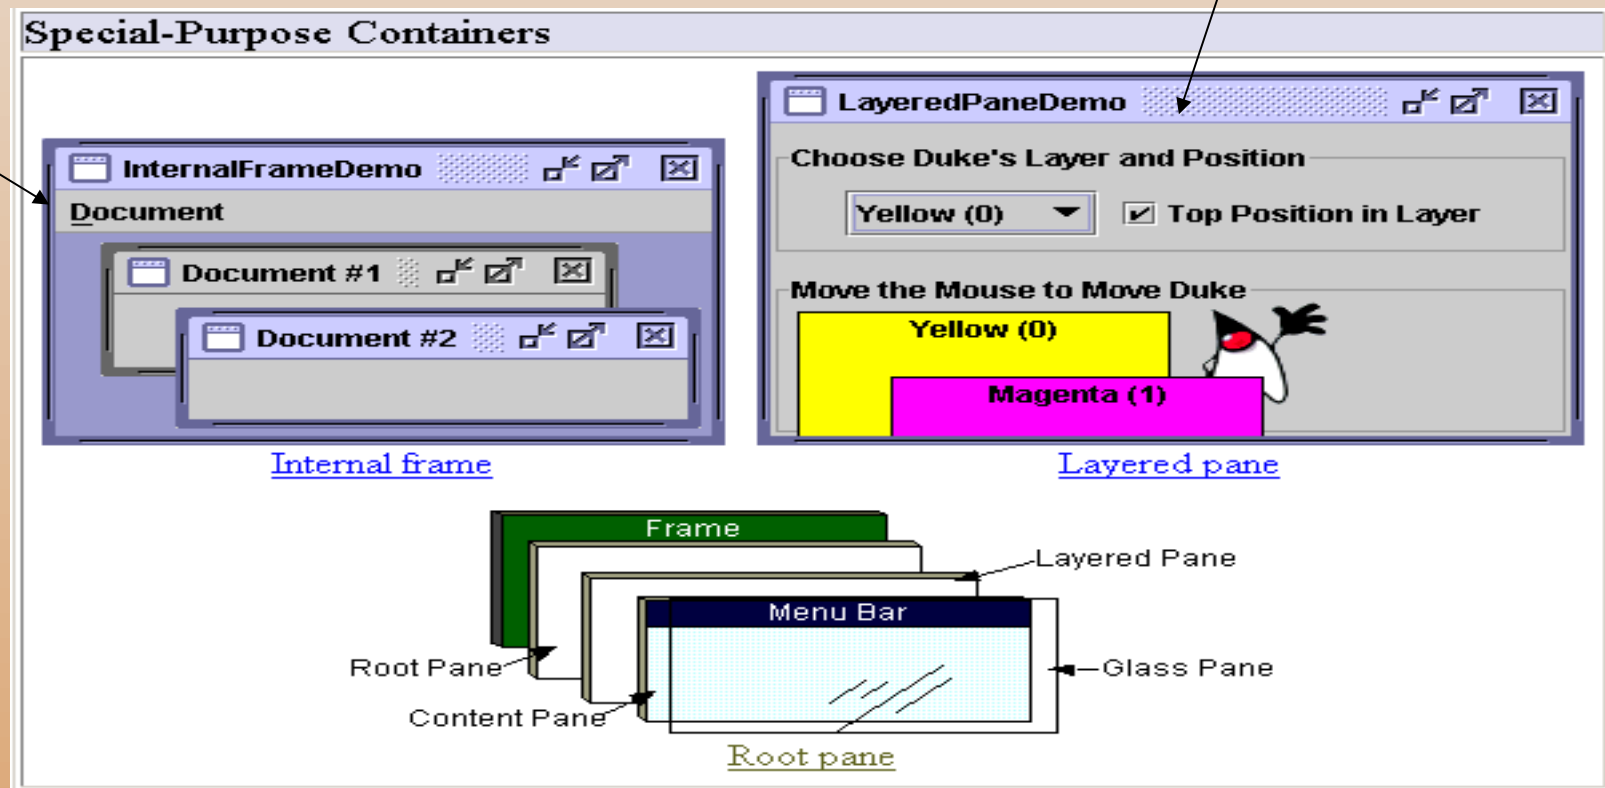 Special-Purpose Containers
InternalFrameDemo
Document
Document #1
Document #2
Internal frame
LayeredPaneDemo
Choose Duke's Layer and Position
Yellow (0)
Top Position in Layer
Move the Mouse to Move Duke
Yellow (0)
Magenta (1)
Layered pane
Frame
Layered Pane
Menu Bar
Root Pane
Glass Pane
Content Pane
Root pane